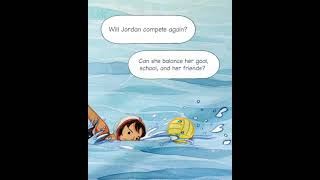 Will Jordan compete again?
Can she balance her goal,
school, and her friends?